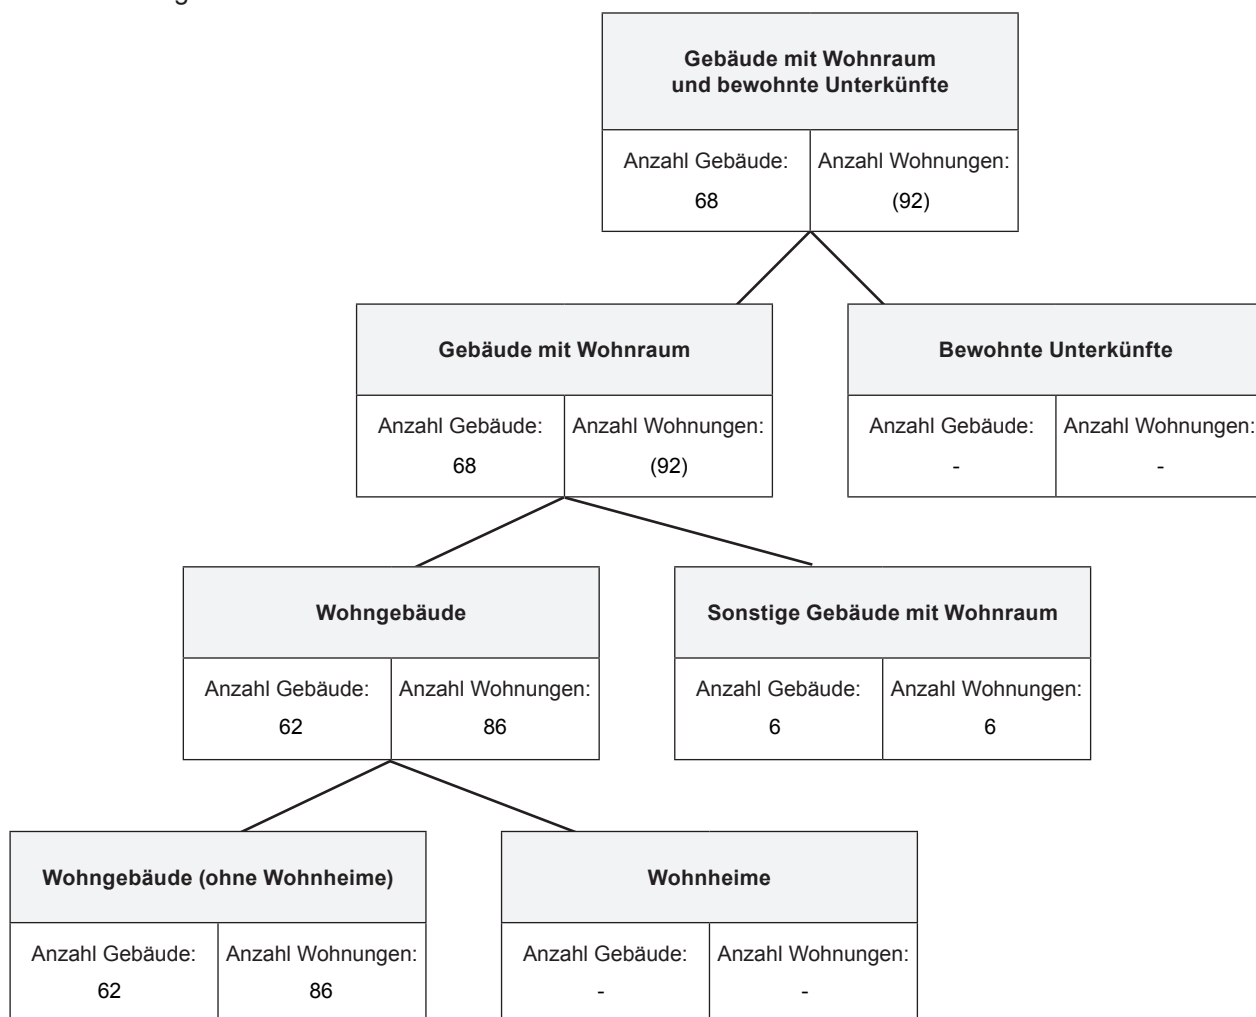 Gebäude mit Wohnraum
und bewohnte Unterkünfte
Anzahl Gebäude: Anzahl Wohnungen:
68 (92)
Gebäude mit Wohnraum Bewohnte Unterkünfte
Anzahl Gebäude: Anzahl Wohnungen: Anzahl Gebäude: Anzahl Wohnungen:
68 (92) - -
Wohngebäude Sonstige Gebäude mit Wohnraum
Anzahl Gebäude: Anzahl Wohnungen: Anzahl Gebäude: Anzahl Wohnungen:
62 86 6 6
Wohngebäude (ohne Wohnheime) Wohnheime
Anzahl Gebäude: Anzahl Wohnungen: Anzahl Gebäude: Anzahl Wohnungen:
62 86 - -